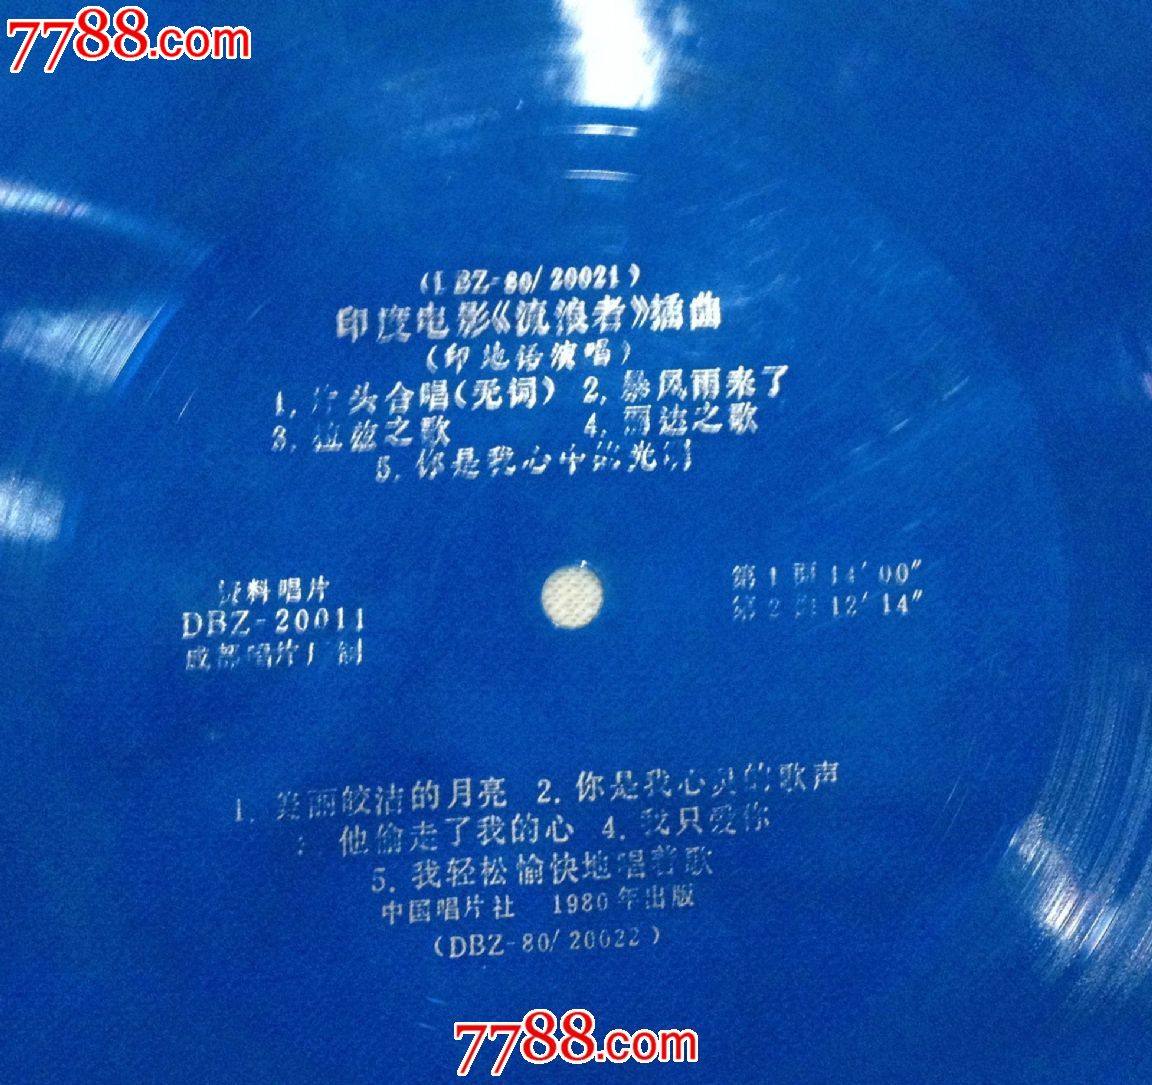 7788.com
(DBZ-80/20021)
印度电影《流浪者》插曲
(印地语演唱)
1. 片头合唱(无词) 2. 暴风雨来了
3. 拉兹之歌 4. 丽达之歌
5. 你是我心中的光明
资料唱片
DBZ-20011
成都唱片厂制
第1面14′00″
第2面12′14″
1. 美丽皎洁的月亮 2. 你是我心灵的歌声
他偷走了我的心 4. 我只爱你
5. 我轻松愉快地唱着歌
中国唱片社 1980年出版
(DBZ-80/20022)
7788.com